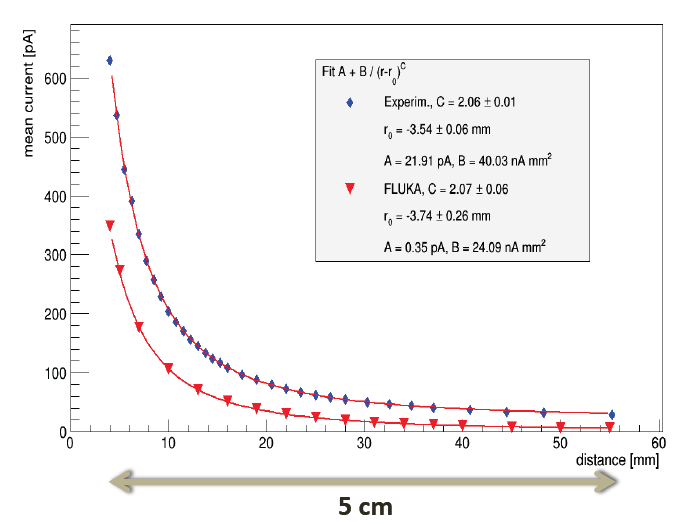 mean current [pA]
600
500
400
300
200
100
0
Fit A + B / (r-r₀)ᶜ
Experim., C = 2.06 ± 0.01
r₀ = -3.54 ± 0.06 mm
A = 21.91 pA, B = 40.03 nA mm²
FLUKA, C = 2.07 ± 0.06
r₀ = -3.74 ± 0.26 mm
A = 0.35 pA, B = 24.09 nA mm²
0 10 20 30 40 50 60
distance [mm]
5 cm